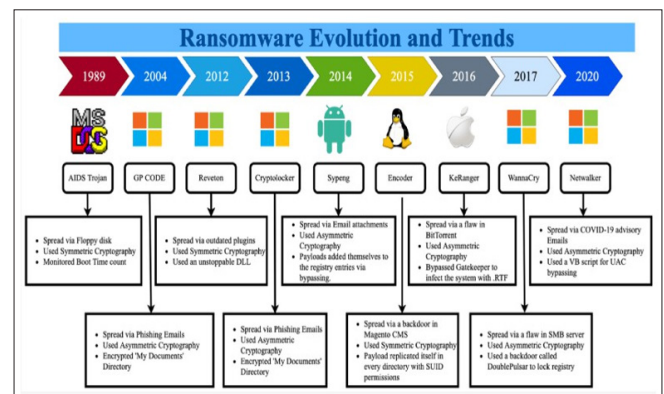 Ransomware Evolution and Trends
1989 2004 2012 2013 2014 2015 2016 2017 2020
MS
DOS
AIDS Trojan GP CODE Reveton Cryptolocker Sypeng Encoder KeRanger WannaCry Netwalker
• Spread via Floppy disk
• Used Symmetric Cryptography
• Monitored Boot Time count
• Spread via outdated plugins
• Used Symmetric Cryptography
• Used an unstoppable DLL
• Spread via Email attachments
• Used Asymmetric
Cryptography
• Payloads added themselves to
the registry entries via
bypassing.
• Spread via a flaw in
BitTorrent
• Used Asymmetric
Cryptography
• Bypassed Gatekeeper to
infect the system with .RTF
• Spread via COVID-19 advisory
Emails
• Used Asymmetric Cryptography
• Used a VB script for UAC
bypassing
• Spread via Phishing Emails
• Used Asymmetric Cryptography
• Encrypted 'My Documents'
Directory
• Spread via Phishing Emails
• Used Asymmetric
Cryptography
• Encrypted 'My Documents'
Directory
• Spread via a backdoor in
Magento CMS
• Used Symmetric Cryptography
• Payload replicated itself in
every directory with SUID
permissions
• Spread via a flaw in SMB server
• Used Asymmetric Cryptography
• Used a backdoor called
DoublePulsar to lock registry